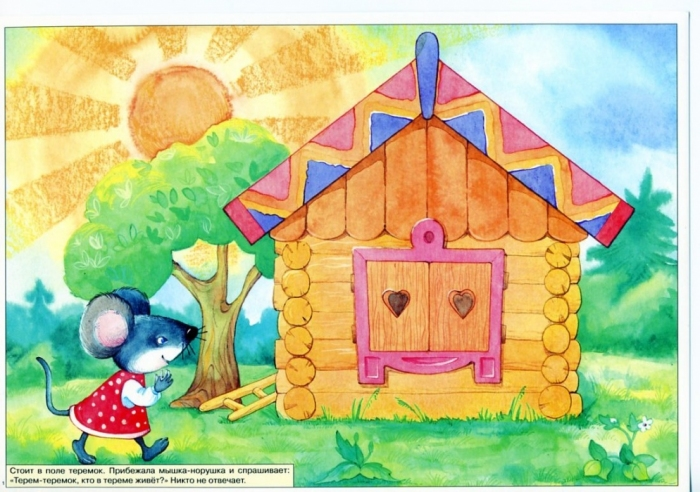 Стоит в поле теремок. Прибежала мышка-норушка и спрашивает:
«Терем-теремок, кто в тереме живёт?» Никто не отвечает.